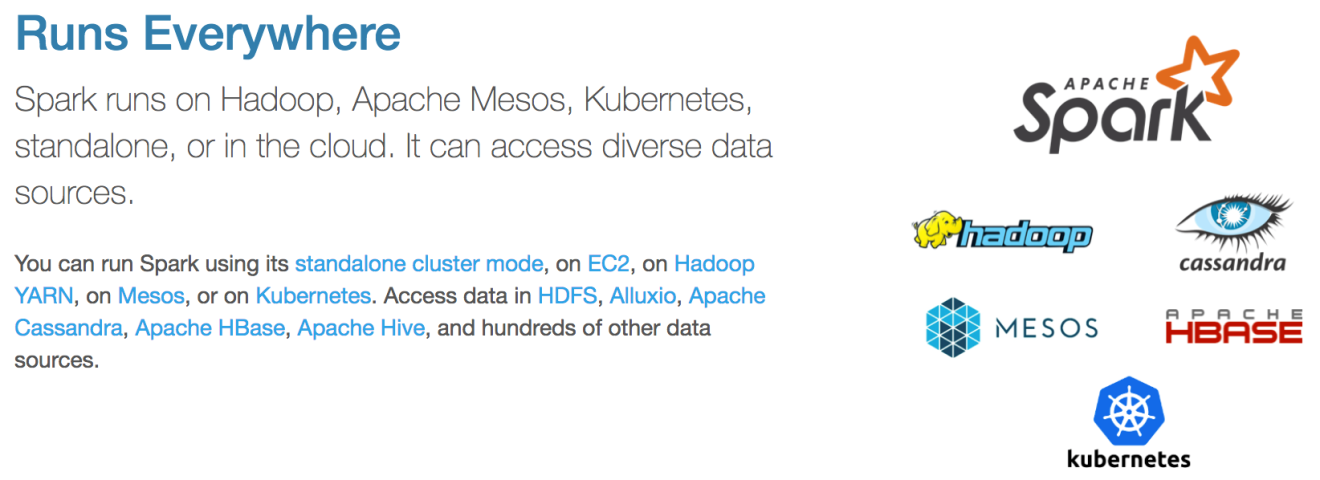 Runs Everywhere
Spark runs on Hadoop, Apache Mesos, Kubernetes,
standalone, or in the cloud. It can access diverse data
sources.
You can run Spark using its standalone cluster mode, on EC2, on Hadoop
YARN, on Mesos, or on Kubernetes. Access data in HDFS, Alluxio, Apache
Cassandra, Apache HBase, Apache Hive, and hundreds of other data
sources.
APACHE
Spark
hadoop
cassandra
MESOS
APACHE
HBASE
kubernetes